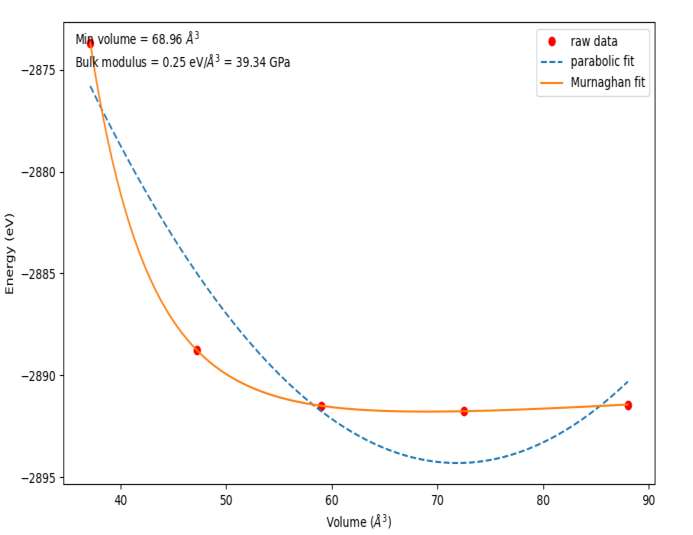 Min volume = 68.96 Å³
Bulk modulus = 0.25 eV/Å³ = 39.34 GPa
raw data
parabolic fit
Murnaghan fit
−2875
−2880
−2885
−2890
−2895
Energy (eV)
40 50 60 70 80 90
Volume (Å³)